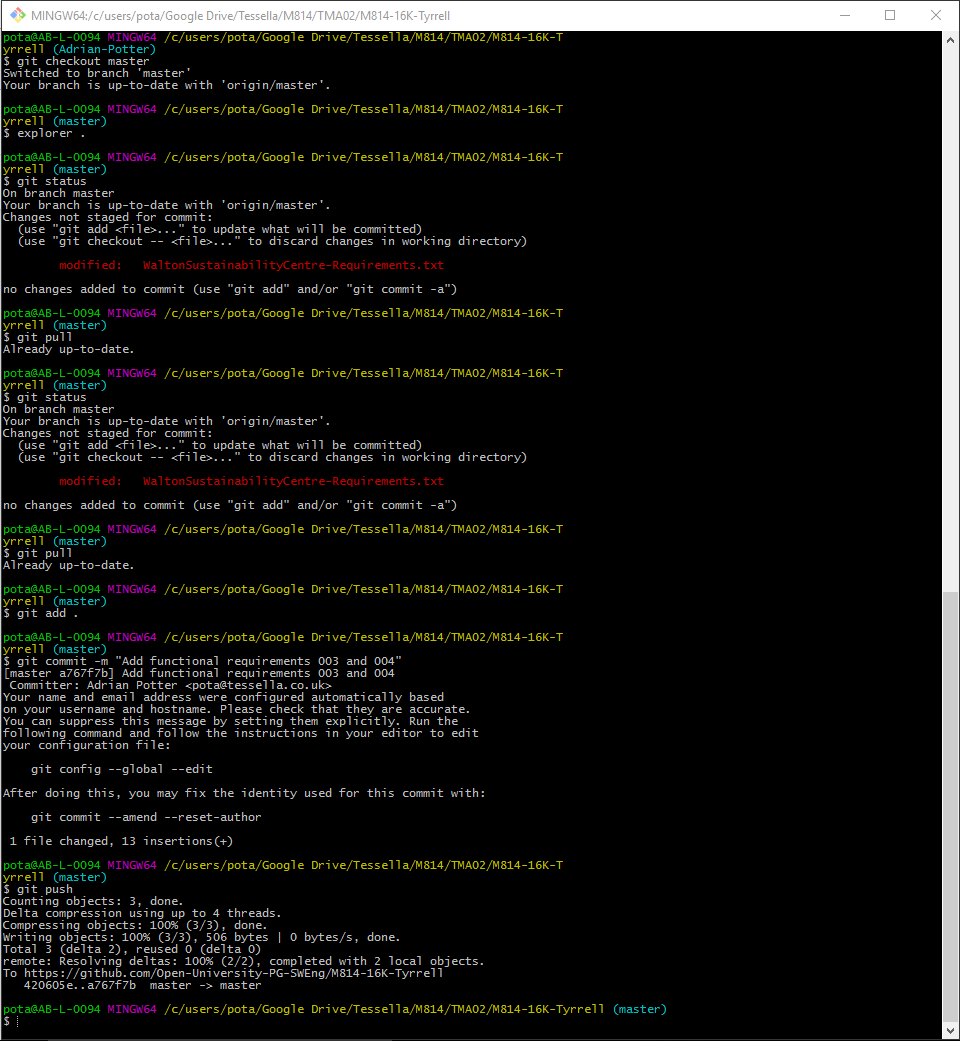 MINGW64:/c/users/pota/Google Drive/Tessella/M814/TMA02/M814-16K-Tyrrell
pota@AB-L-0094 MINGW64 /c/users/pota/Google Drive/Tessella/M814/TMA02/M814-16K-T
yrrell (Adrian-Potter)
$ git checkout master
Switched to branch 'master'
Your branch is up-to-date with 'origin/master'.
pota@AB-L-0094 MINGW64 /c/users/pota/Google Drive/Tessella/M814/TMA02/M814-16K-T
yrrell (master)
$ explorer .
pota@AB-L-0094 MINGW64 /c/users/pota/Google Drive/Tessella/M814/TMA02/M814-16K-T
yrrell (master)
$ git status
On branch master
Your branch is up-to-date with 'origin/master'.
Changes not staged for commit:
  (use "git add <file>..." to update what will be committed)
  (use "git checkout -- <file>..." to discard changes in working directory)
        modified:   WaltonSustainabilityCentre-Requirements.txt
no changes added to commit (use "git add" and/or "git commit -a")
pota@AB-L-0094 MINGW64 /c/users/pota/Google Drive/Tessella/M814/TMA02/M814-16K-T
yrrell (master)
$ git pull
Already up-to-date.
pota@AB-L-0094 MINGW64 /c/users/pota/Google Drive/Tessella/M814/TMA02/M814-16K-T
yrrell (master)
$ git status
On branch master
Your branch is up-to-date with 'origin/master'.
Changes not staged for commit:
  (use "git add <file>..." to update what will be committed)
  (use "git checkout -- <file>..." to discard changes in working directory)
        modified:   WaltonSustainabilityCentre-Requirements.txt
no changes added to commit (use "git add" and/or "git commit -a")
pota@AB-L-0094 MINGW64 /c/users/pota/Google Drive/Tessella/M814/TMA02/M814-16K-T
yrrell (master)
$ git pull
Already up-to-date.
pota@AB-L-0094 MINGW64 /c/users/pota/Google Drive/Tessella/M814/TMA02/M814-16K-T
yrrell (master)
$ git add .
pota@AB-L-0094 MINGW64 /c/users/pota/Google Drive/Tessella/M814/TMA02/M814-16K-T
yrrell (master)
$ git commit -m "Add functional requirements 003 and 004"
[master a767f7b] Add functional requirements 003 and 004
 Committer: Adrian Potter <pota@tessella.co.uk>
Your name and email address were configured automatically based
on your username and hostname. Please check that they are accurate.
You can suppress this message by setting them explicitly. Run the
following command and follow the instructions in your editor to edit
your configuration file:
    git config --global --edit
After doing this, you may fix the identity used for this commit with:
    git commit --amend --reset-author
 1 file changed, 13 insertions(+)
pota@AB-L-0094 MINGW64 /c/users/pota/Google Drive/Tessella/M814/TMA02/M814-16K-T
yrrell (master)
$ git push
Counting objects: 3, done.
Delta compression using up to 4 threads.
Compressing objects: 100% (3/3), done.
Writing objects: 100% (3/3), 506 bytes | 0 bytes/s, done.
Total 3 (delta 2), reused 0 (delta 0)
remote: Resolving deltas: 100% (2/2), completed with 2 local objects.
To https://github.com/Open-University-PG-SWEng/M814-16K-Tyrrell
   420605e..a767f7b  master -> master
pota@AB-L-0094 MINGW64 /c/users/pota/Google Drive/Tessella/M814/TMA02/M814-16K-Tyrrell (master)
$